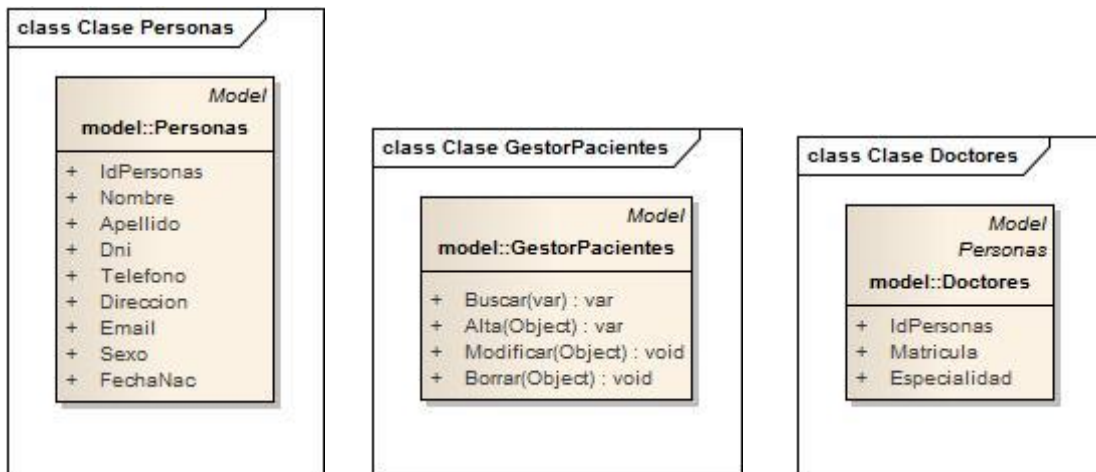 class Clase Personas
Model
model::Personas
+ IdPersonas
+ Nombre
+ Apellido
+ Dni
+ Telefono
+ Direccion
+ Email
+ Sexo
+ FechaNac
class Clase GestorPacientes
Model
model::GestorPacientes
+ Buscar(var) : var
+ Alta(Object) : var
+ Modificar(Object) : void
+ Borrar(Object) : void
class Clase Doctores
Model
Personas
model::Doctores
+ IdPersonas
+ Matricula
+ Especialidad